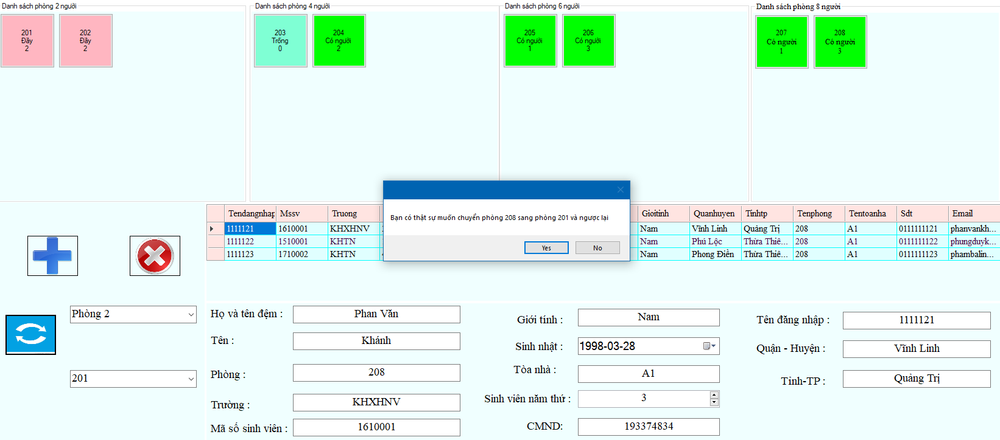 Danh sách phòng 2 người
201
Đầy
2
202
Đầy
2
Danh sách phòng 4 người
203
Trống
0
204
Có người
2
Danh sách phòng 6 người
205
Có người
1
206
Có người
3
Danh sách phòng 8 người
207
Có người
1
208
Có người
3
Bạn có thật sự muốn chuyển phòng 208 sang phòng 201 và ngược lại
Yes
No
Tendangnhap Mssv Truong Gioitinh Quanhuyen Tinhtp Tenphong Tentoanha Sdt Email
1111121 1610001 KHXHNV Nam Vĩnh Linh Quảng Trị 208 A1 0111111121 phanvankh...
1111122 1510001 KHTN Nam Phú Lộc Thừa Thiê... 208 A1 0111111122 phungduyk...
1111123 1710002 KHTN Nam Phong Điền Thừa Thiê... 208 A1 0111111123 phambalin...
Phòng 2
201
Họ và tên đệm : Phan Văn
Tên : Khánh
Phòng : 208
Trường : KHXHNV
Mã số sinh viên : 1610001
Giới tính : Nam
Sinh nhật : 1998-03-28
Tòa nhà : A1
Sinh viên năm thứ : 3
CMND: 193374834
Tên đăng nhập : 1111121
Quận - Huyện : Vĩnh Linh
Tỉnh-TP : Quảng Trị